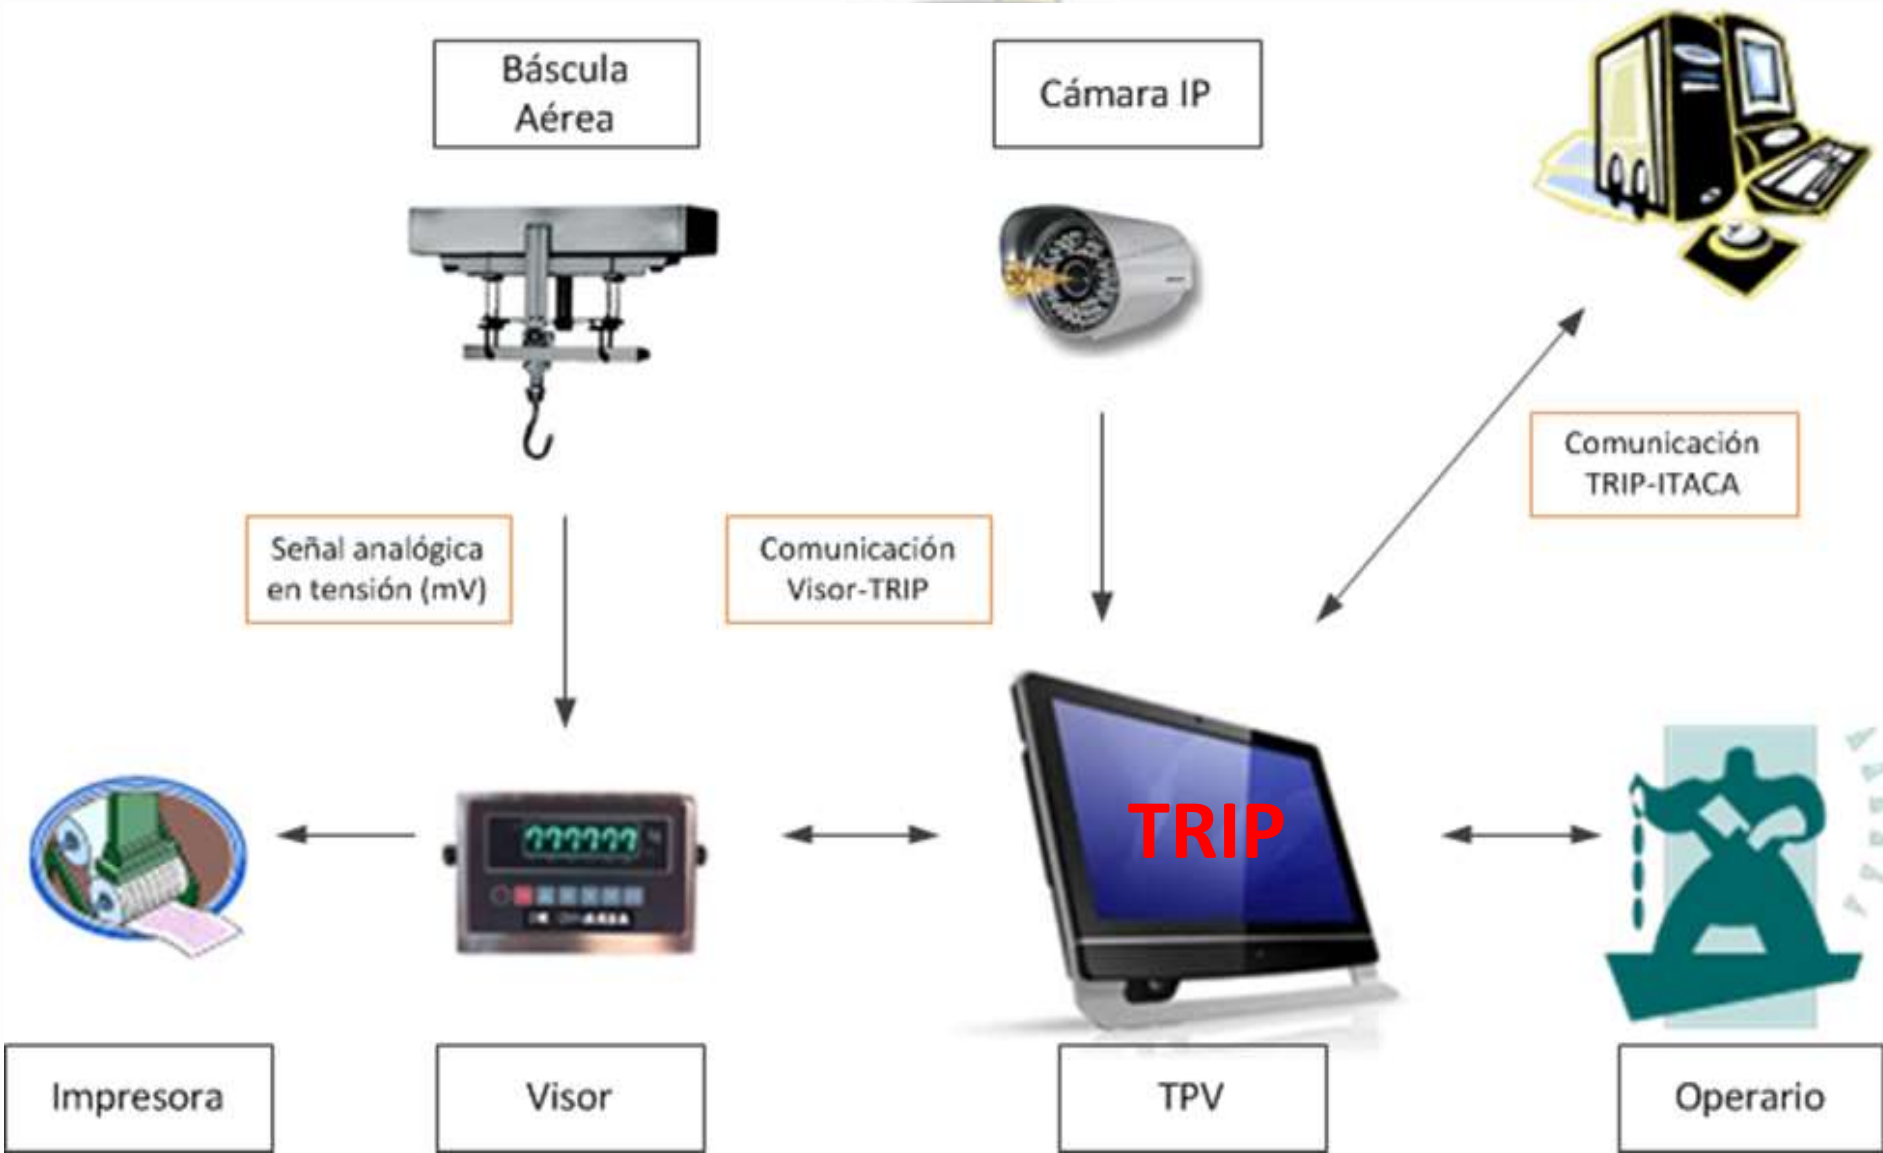 Báscula
Aérea
Cámara IP
Comunicación
TRIP-ITACA
Señal analógica
en tensión (mV)
Comunicación
Visor-TRIP
TRIP
Impresora
Visor
TPV
Operario